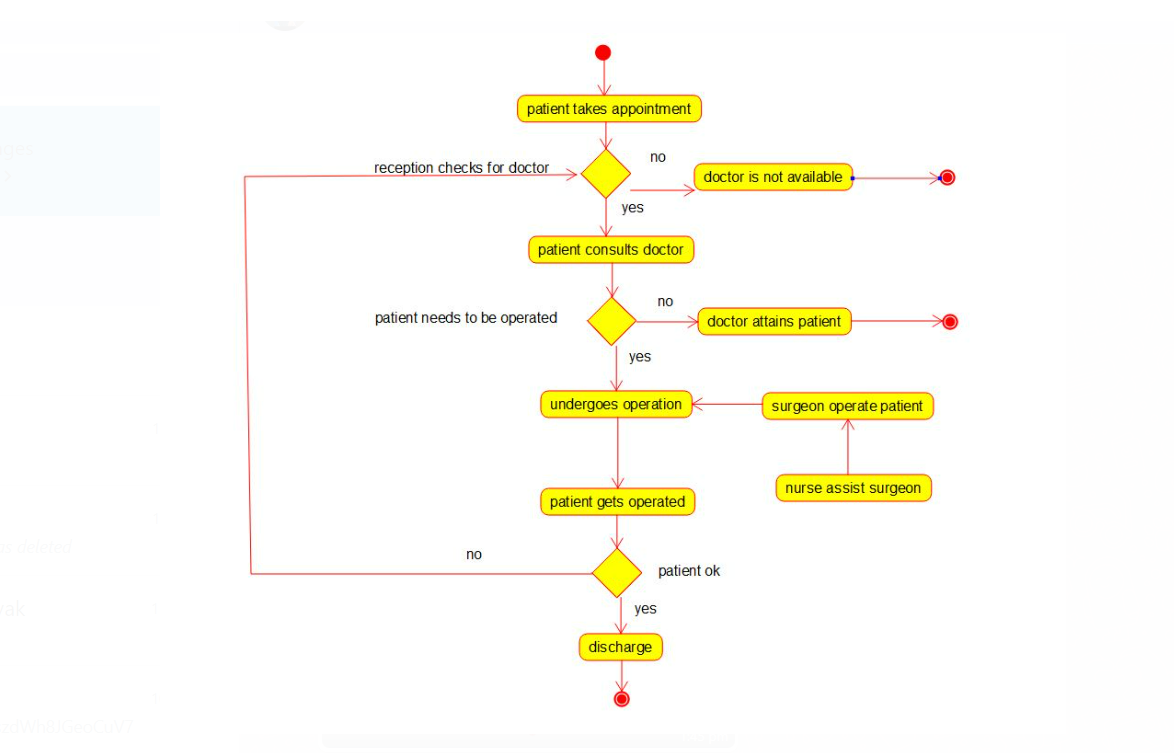 patient takes appointment
reception checks for doctor
no
doctor is not available
yes
patient consults doctor
patient needs to be operated
no
doctor attains patient
yes
undergoes operation
surgeon operate patient
nurse assist surgeon
patient gets operated
no
patient ok
yes
discharge